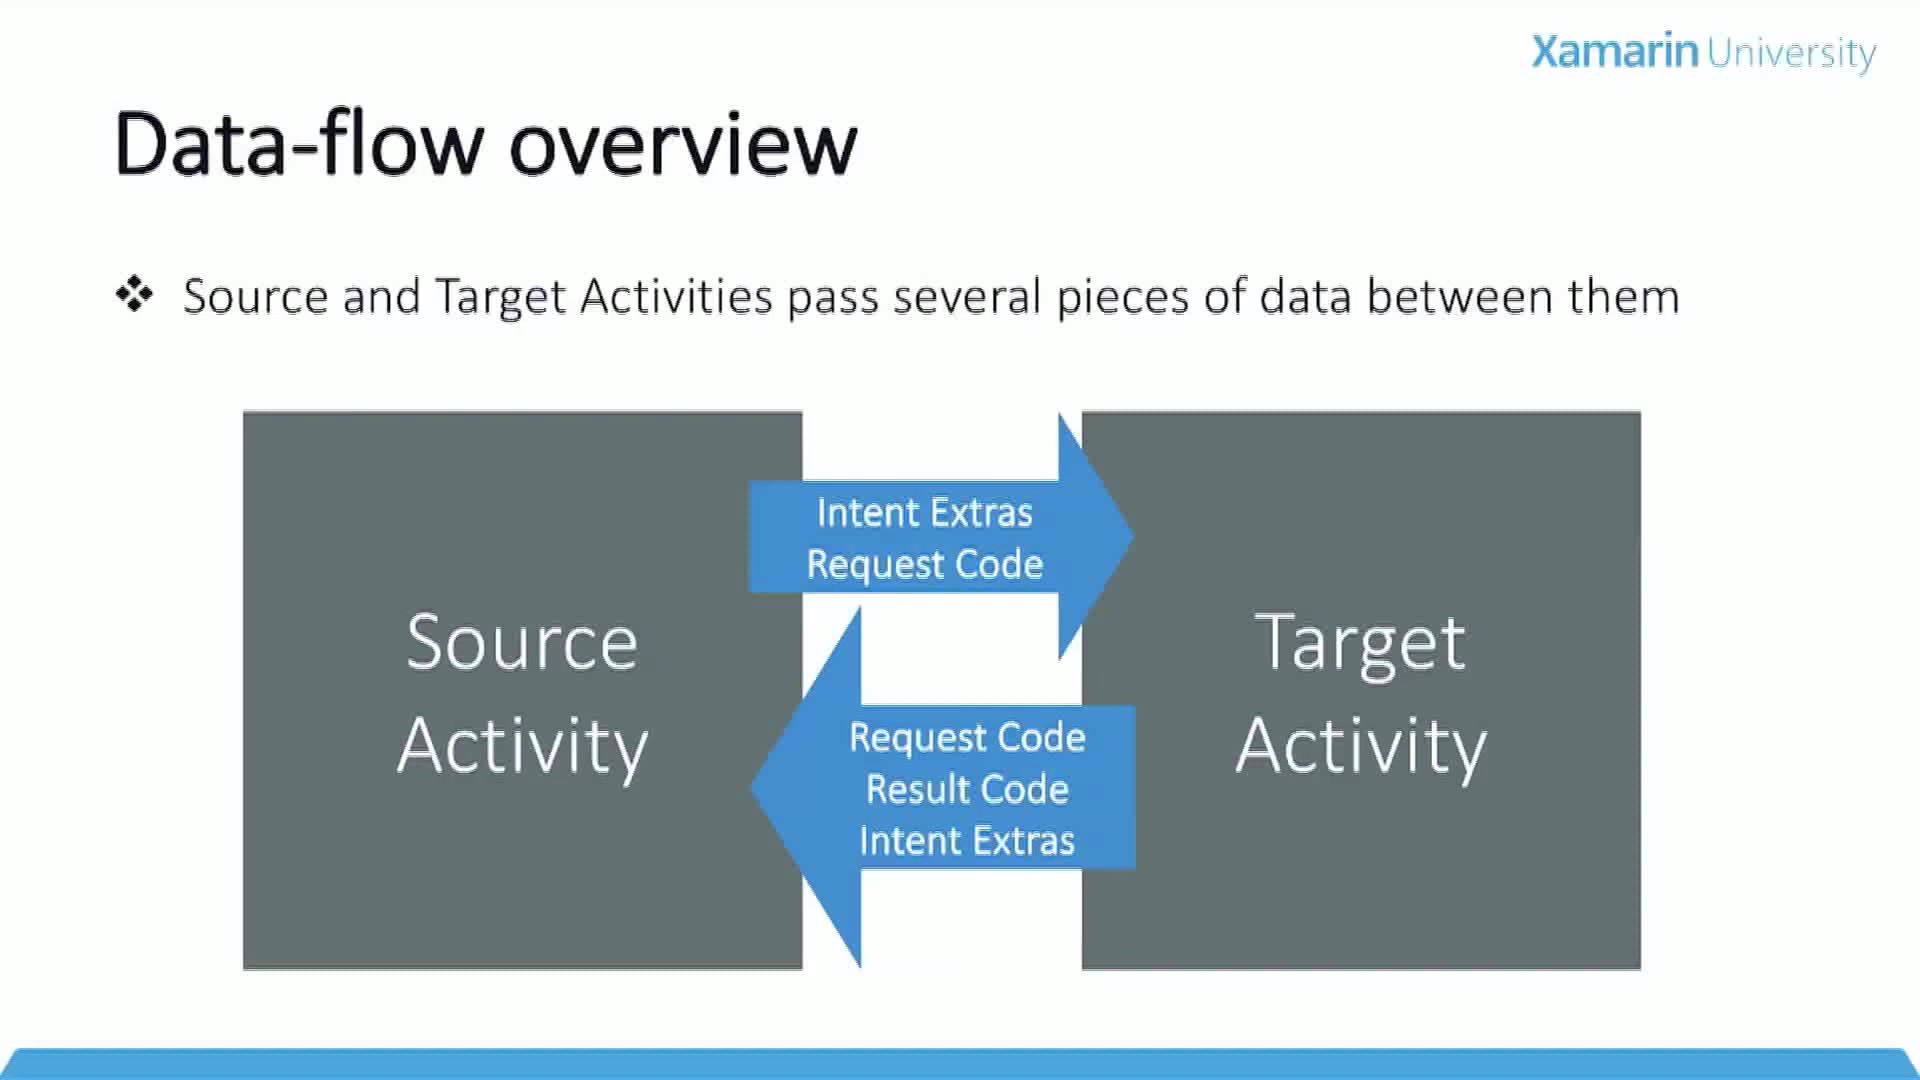 Xamarin University
Data-flow overview
❖ Source and Target Activities pass several pieces of data between them
Intent Extras
Request Code
Source
Activity
Target
Activity
Request Code
Result Code
Intent Extras